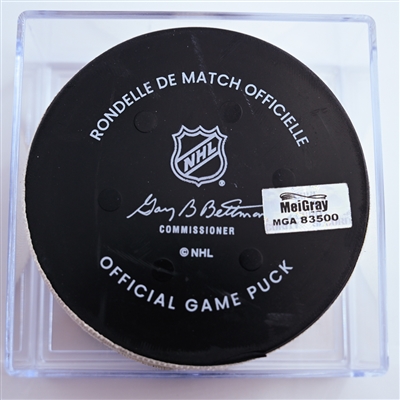 RONDELLE DE MATCH OFFICIELLE
NHL
Gary B Bettman
MeiGray
MGA 83500
COMMISSIONER
© NHL
OFFICIAL GAME PUCK